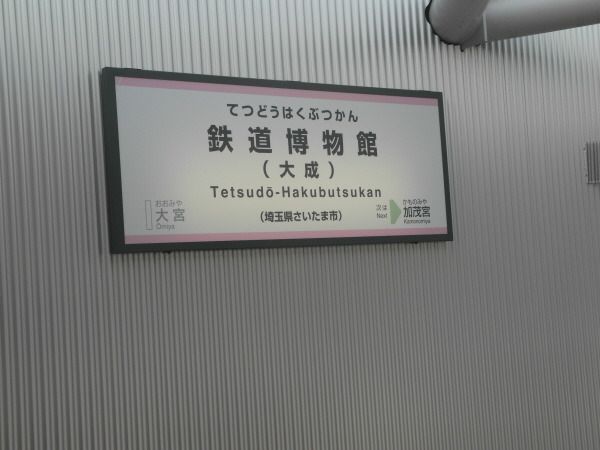 てつどうはくぶつかん
鉄道博物館
(大成)
Tetsudō-Hakubutsukan
(埼玉県さいたま市)
おおみや
大宮
Ōmiya
次は
Next
かものみや
加茂宮
Kamonomiya